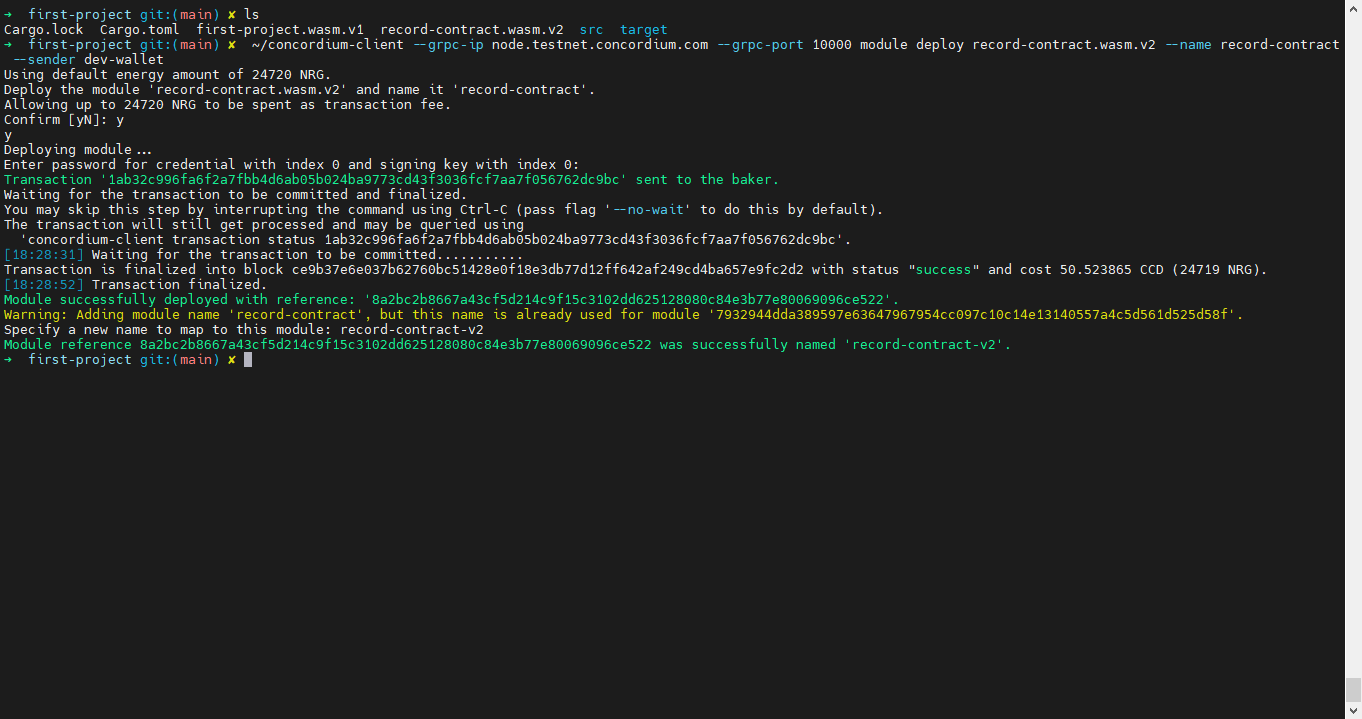 → first-project git:(main) ✘ ls
Cargo.lock Cargo.toml first-project.wasm.v1 record-contract.wasm.v2 src target
→ first-project git:(main) ✘ ~/concordium-client --grpc-ip node.testnet.concordium.com --grpc-port 10000 module deploy record-contract.wasm.v2 --name record-contract
--sender dev-wallet
Using default energy amount of 24720 NRG.
Deploy the module 'record-contract.wasm.v2' and name it 'record-contract'.
Allowing up to 24720 NRG to be spent as transaction fee.
Confirm [yN]: y
y
Deploying module...
Enter password for credential with index 0 and signing key with index 0:
Transaction '1ab32c996fa6f2a7fbb4d6ab05b024ba9773cd43f3036fcf7aa7f056762dc9bc' sent to the baker.
Waiting for the transaction to be committed and finalized.
You may skip this step by interrupting the command using Ctrl-C (pass flag '--no-wait' to do this by default).
The transaction will still get processed and may be queried using
'concordium-client transaction status 1ab32c996fa6f2a7fbb4d6ab05b024ba9773cd43f3036fcf7aa7f056762dc9bc'.
[18:28:31] Waiting for the transaction to be committed...........
Transaction is finalized into block ce9b37e6e037b62760bc51428e0f18e3db77d12ff642af249cd4ba657e9fc2d2 with status "success" and cost 50.523865 CCD (24719 NRG).
[18:28:52] Transaction finalized.
Module successfully deployed with reference: '8a2bc2b8667a43cf5d214c9f15c3102dd625128080c84e3b77e80069096ce522'.
Warning: Adding module name 'record-contract', but this name is already used for module '7932944dda389597e63647967954cc097c10c14e13140557a4c5d561d525d58f'.
Specify a new name to map to this module: record-contract-v2
Module reference 8a2bc2b8667a43cf5d214c9f15c3102dd625128080c84e3b77e80069096ce522 was successfully named 'record-contract-v2'.
→ first-project git:(main) ✘